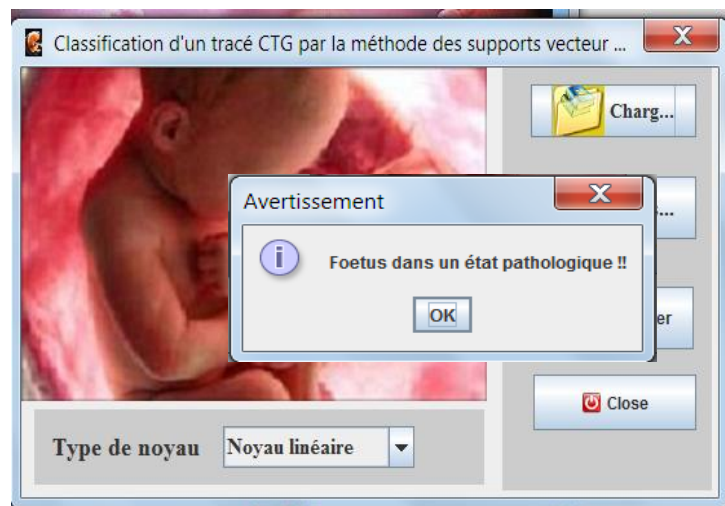 Classification d'un tracé CTG par la méthode des supports vecteur ...
Charg...
Avertissement
Foetus dans un état pathologique !!
OK
Close
Type de noyau
Noyau linéaire